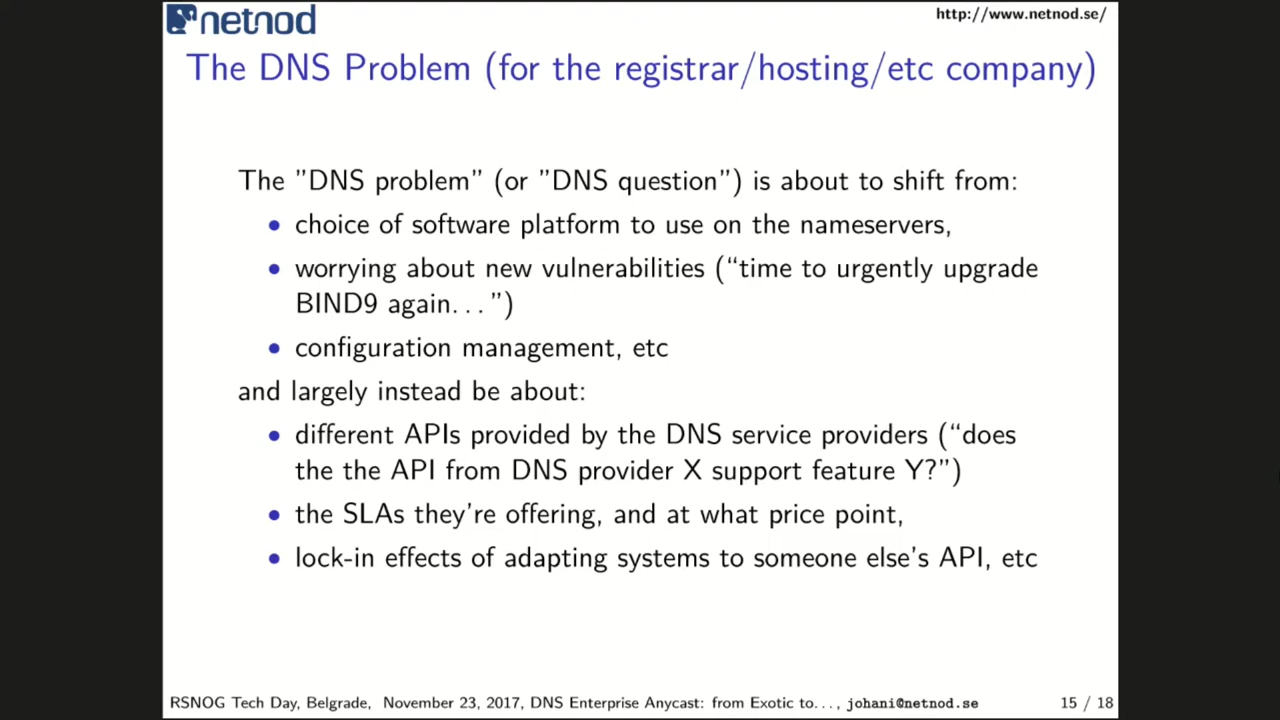 netnod
http://www.netnod.se/
The DNS Problem (for the registrar/hosting/etc company)
The ”DNS problem” (or ”DNS question”) is about to shift from:
• choice of software platform to use on the nameservers,
• worrying about new vulnerabilities (“time to urgently upgrade
BIND9 again. . . ”)
• configuration management, etc
and largely instead be about:
• different APIs provided by the DNS service providers (“does
the the API from DNS provider X support feature Y?”)
• the SLAs they’re offering, and at what price point,
• lock-in effects of adapting systems to someone else’s API, etc
RSNOG Tech Day, Belgrade, November 23, 2017, DNS Enterprise Anycast: from Exotic to. . . , johani@netnod.se
15 / 18